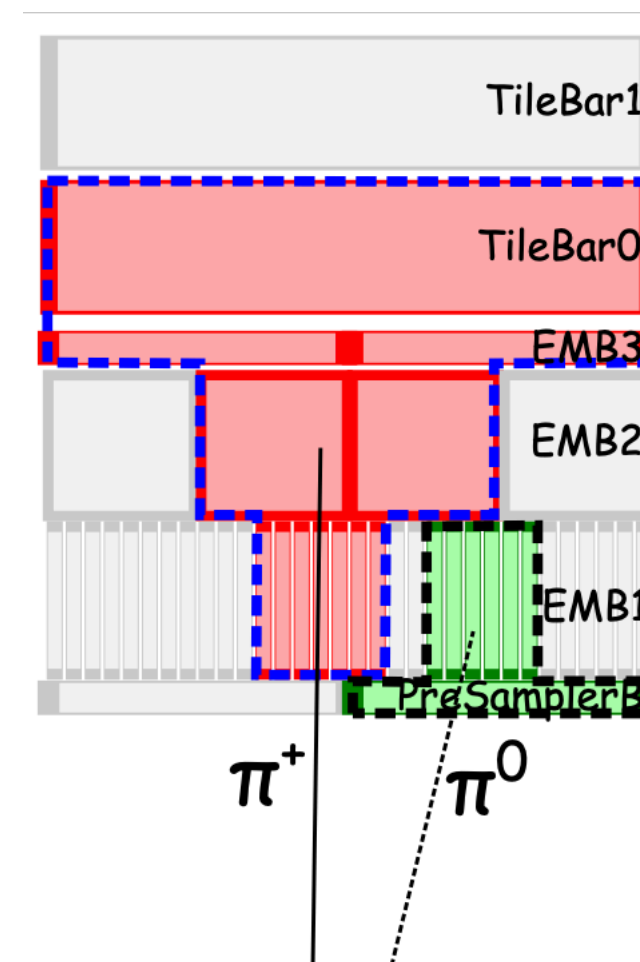 TileBar1
TileBar0
EMB3
EMB2
EMB1
PreSamplerB
π⁺ π⁰